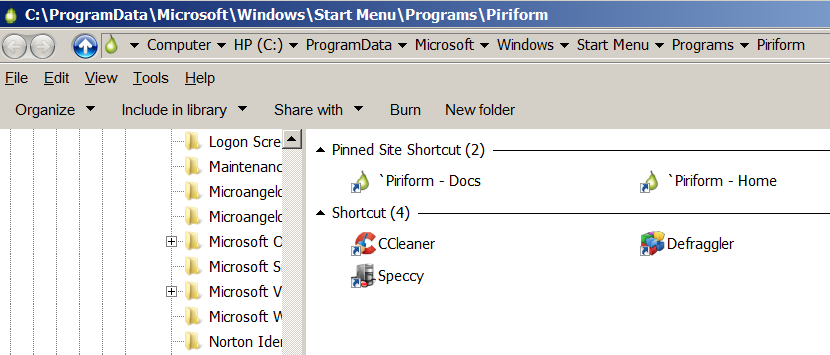 C:\ProgramData\Microsoft\Windows\Start Menu\Programs\Piriform
Computer HP (C:) ProgramData Microsoft Windows Start Menu Programs Piriform
File Edit View Tools Help
Organize Include in library Share with Burn New folder
Logon Scre
Maintenanc
Microangelo
Microangelo
Microsoft O
Microsoft Si
Microsoft V
Microsoft W
Norton Iden
Pinned Site Shortcut (2)
`Piriform - Docs `Piriform - Home
Shortcut (4)
CCleaner Defraggler
Speccy